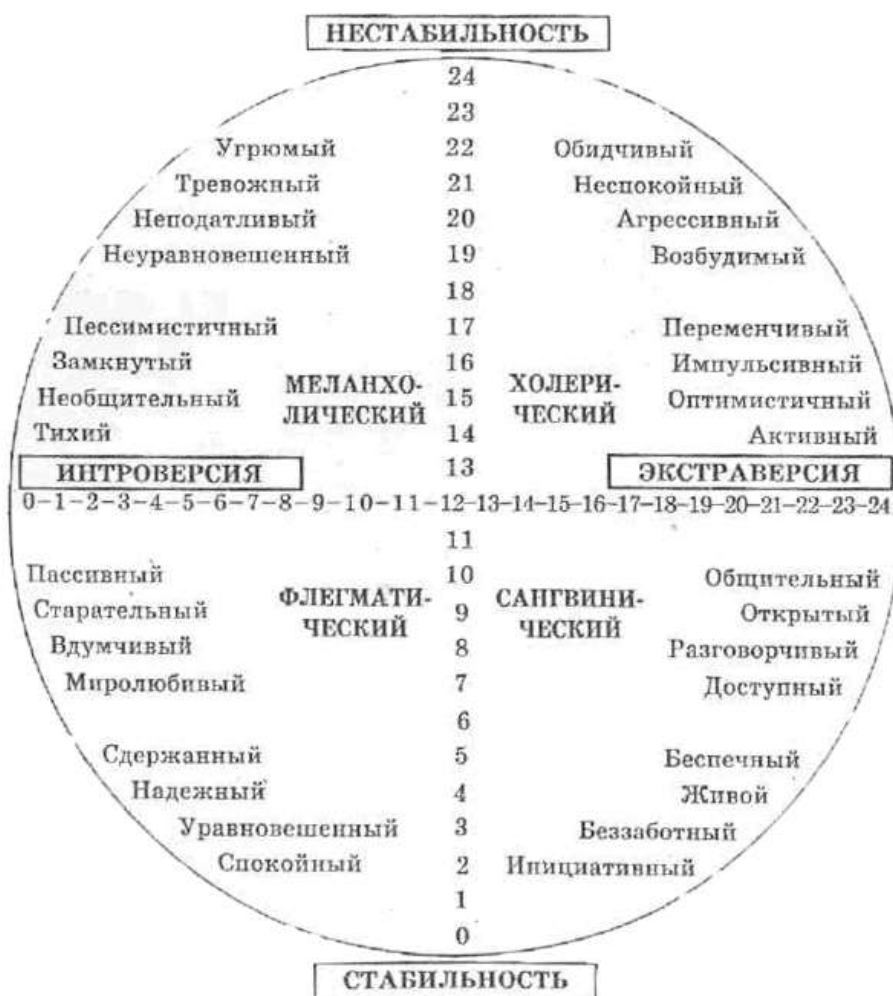 НЕСТАБИЛЬНОСТЬ
24
23
Угрюмый 22 Обидчивый
Тревожный 21 Неспокойный
Неподатливый 20 Агрессивный
Неуравновешенный 19 Возбудимый
18
Пессимистичный 17 Переменчивый
Замкнутый 16 Импульсивный
МЕЛАНХО- ХОЛЕРИ-
Необщительный 15 Оптимистичный
ЛИЧЕСКИЙ ЧЕСКИЙ
Тихий 14 Активный
ИНТРОВЕРСИЯ 13 ЭКСТРАВЕРСИЯ
0-1-2-3-4-5-6-7-8-9-10-11-12-13-14-15-16-17-18-19-20-21-22-23-24
11
Пассивный 10 Общительный
ФЛЕГМАТИ- САНГВИНИ-
Старательный 9 Открытый
ЧЕСКИЙ ЧЕСКИЙ
Вдумчивый 8 Разговорчивый
Миролюбивый 7 Доступный
6
Сдержанный 5 Беспечный
Надежный 4 Живой
Уравновешенный 3 Беззаботный
Спокойный 2 Инициативный
1
0
СТАБИЛЬНОСТЬ